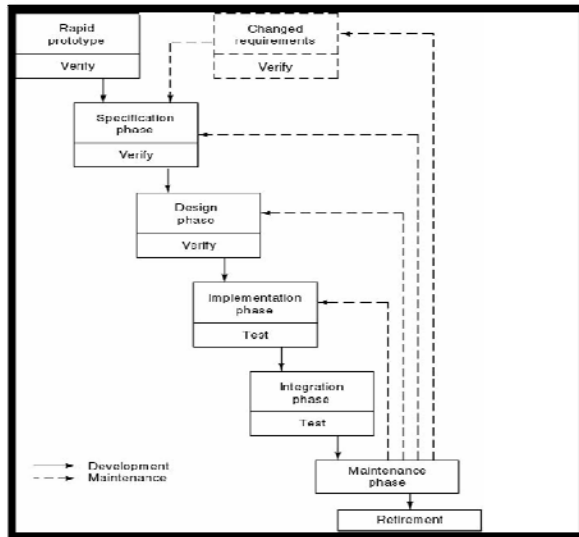 Rapid
prototype
Verify
Changed
requirements
Verify
Specification
phase
Verify
Design
phase
Verify
Implementation
phase
Test
Integration
phase
Test
Development
Maintenance
Maintenance
phase
Retirement